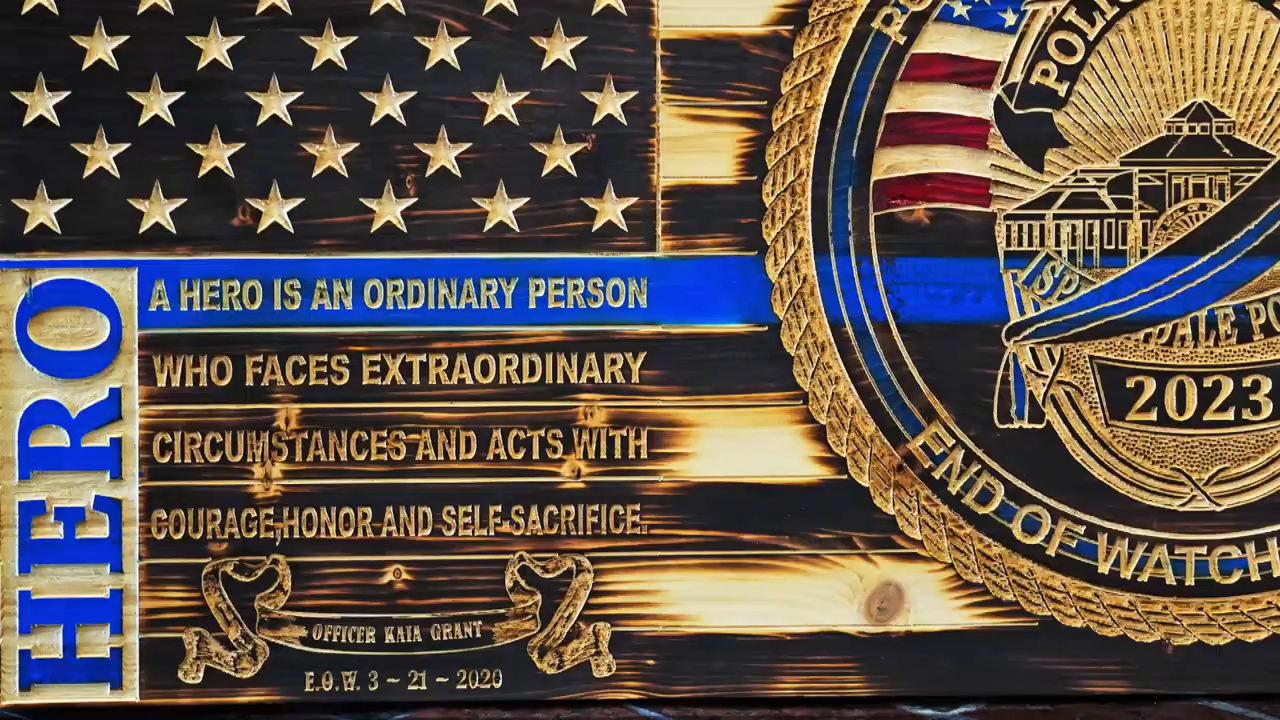 HERO
A HERO IS AN ORDINARY PERSON
WHO FACES EXTRAORDINARY
CIRCUMSTANCES AND ACTS WITH
COURAGE,HONOR AND SELF-SACRIFICE.
OFFICER KAIA GRANT
E.O.W. 3 - 21 - 2020
2023
END OF WATCH